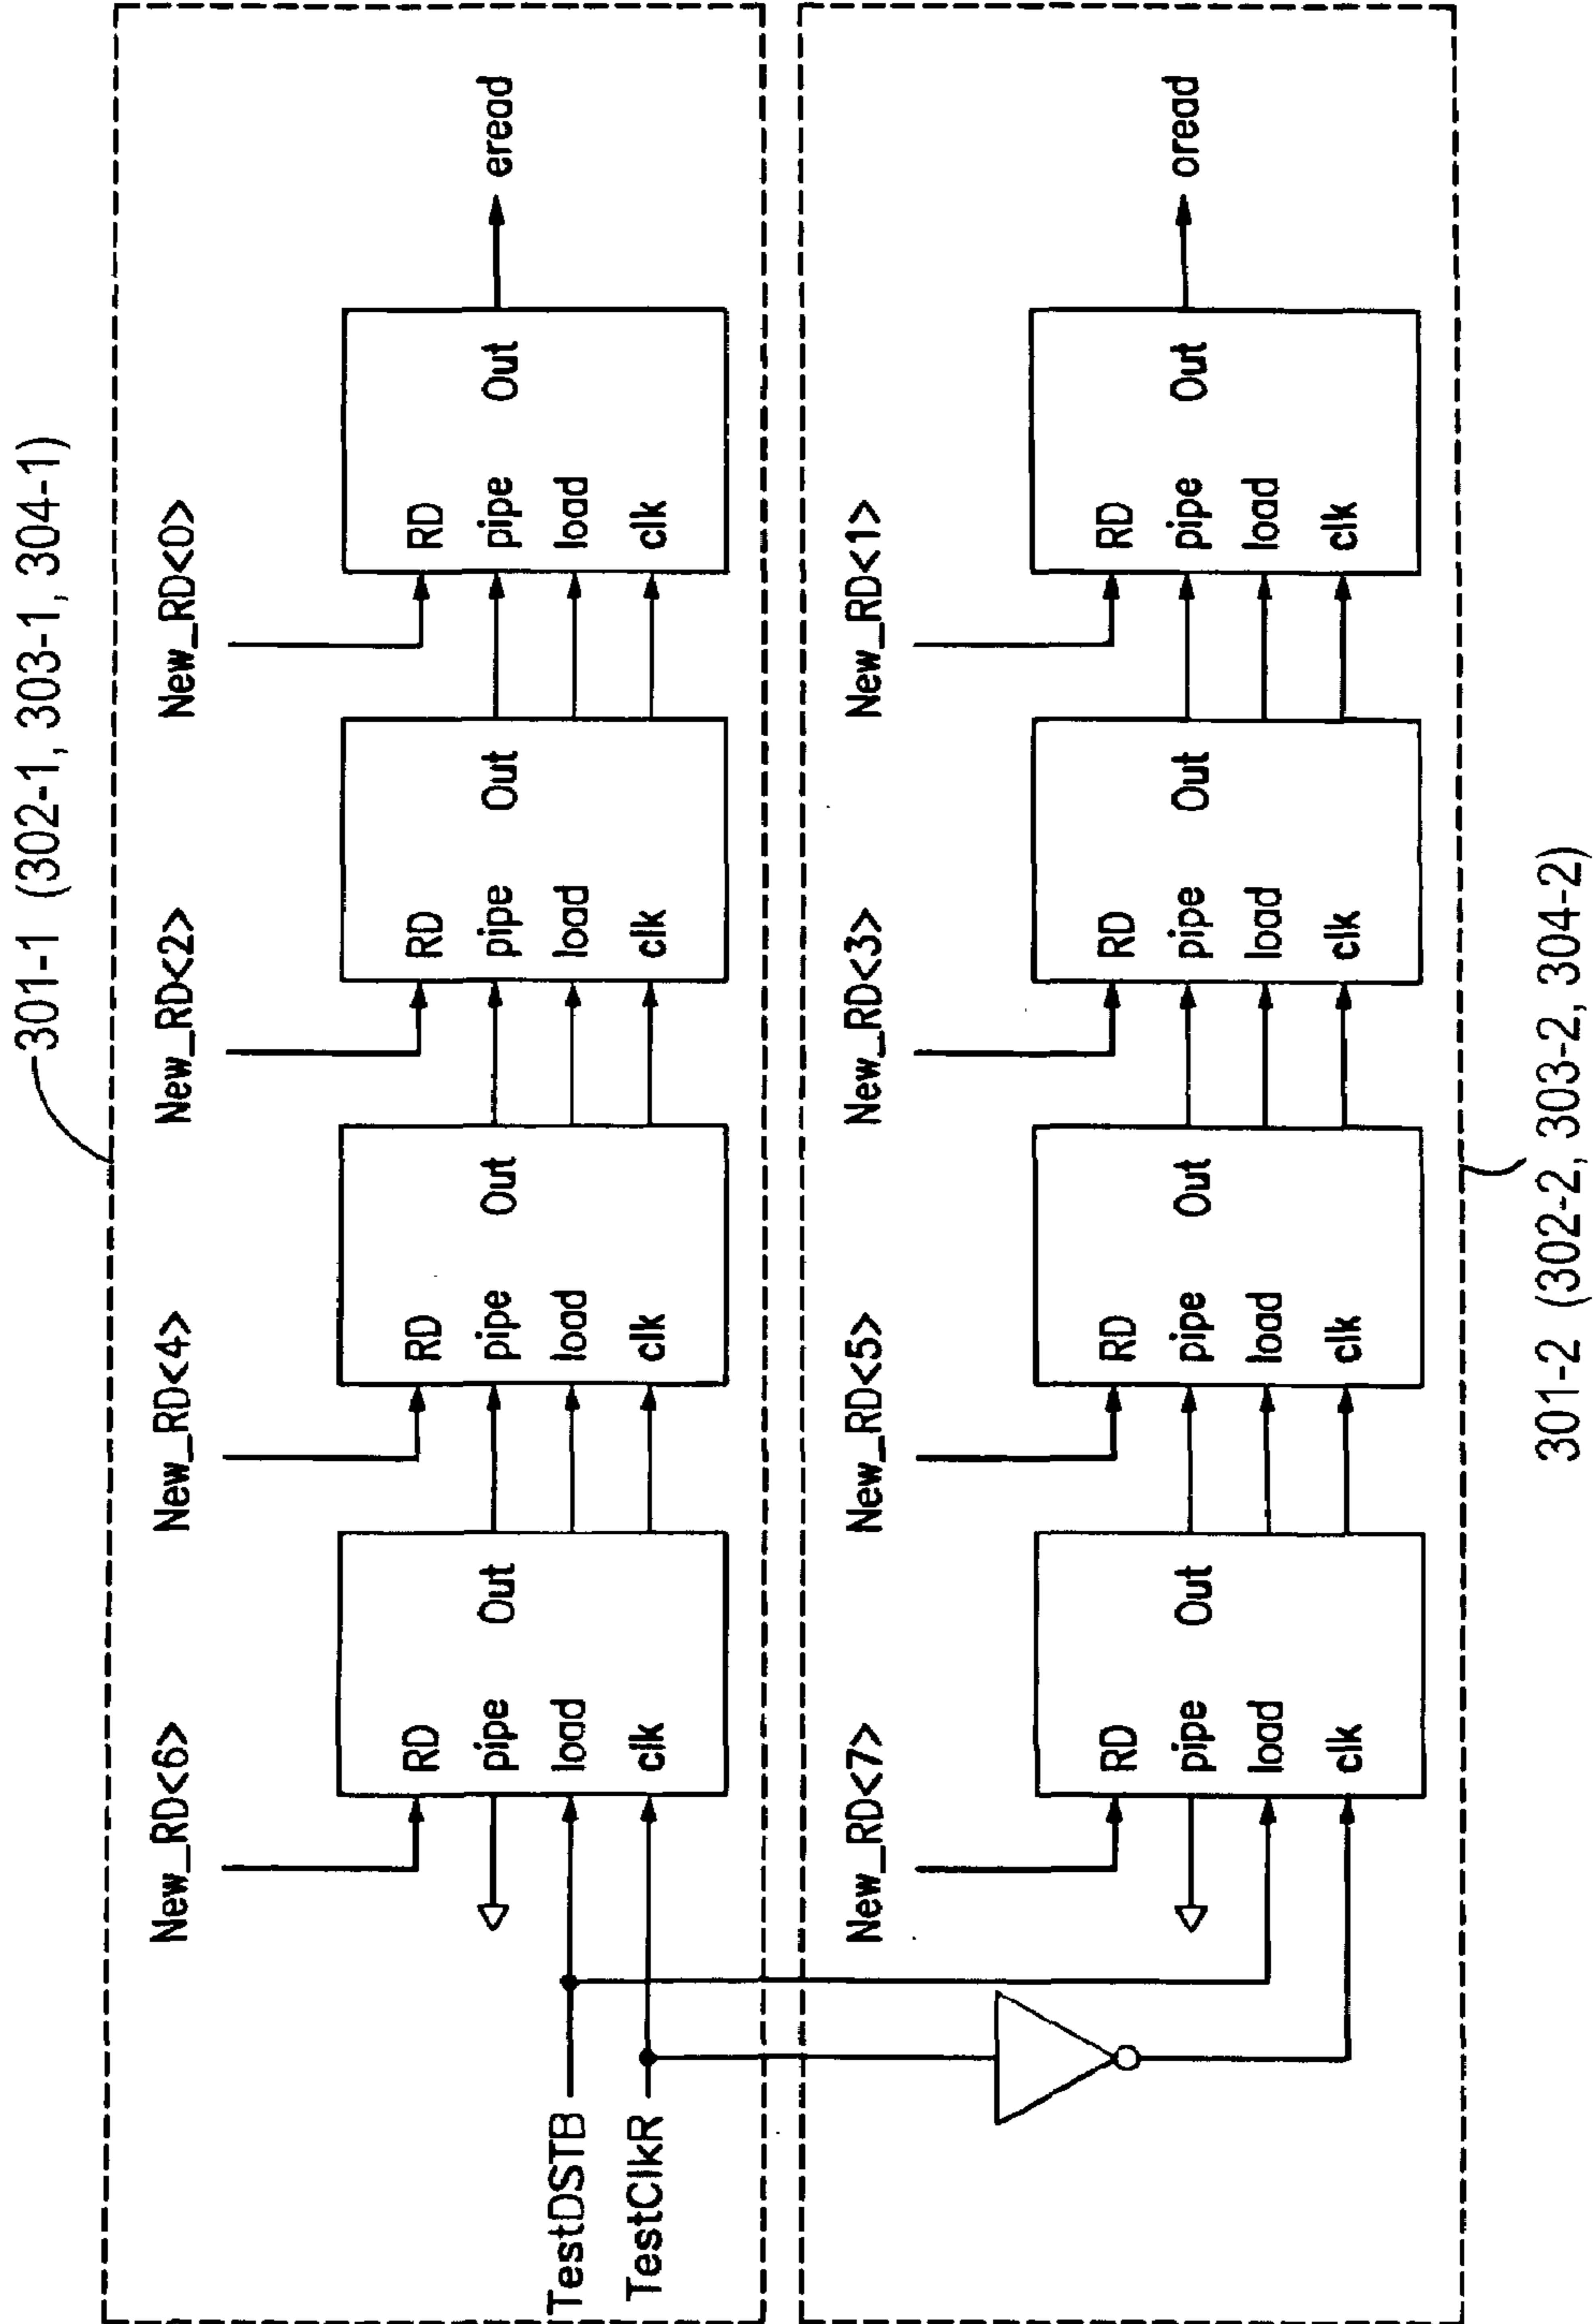 301-1 (302-1, 303-1, 304-1)
New_RD<6>
New_RD<4>
New_RD<2>
New_RD<0>
RD
pipe
Out
load
clk
RD
pipe
Out
load
clk
RD
pipe
Out
load
clk
RD
pipe
Out
load
clk
eread
TestDSTB
TestClkR
New_RD<7>
New_RD<5>
New_RD<3>
New_RD<1>
RD
pipe
Out
load
clk
RD
pipe
Out
load
clk
RD
pipe
Out
load
clk
RD
pipe
Out
load
clk
oread
301-2 (302-2, 303-2, 304-2)